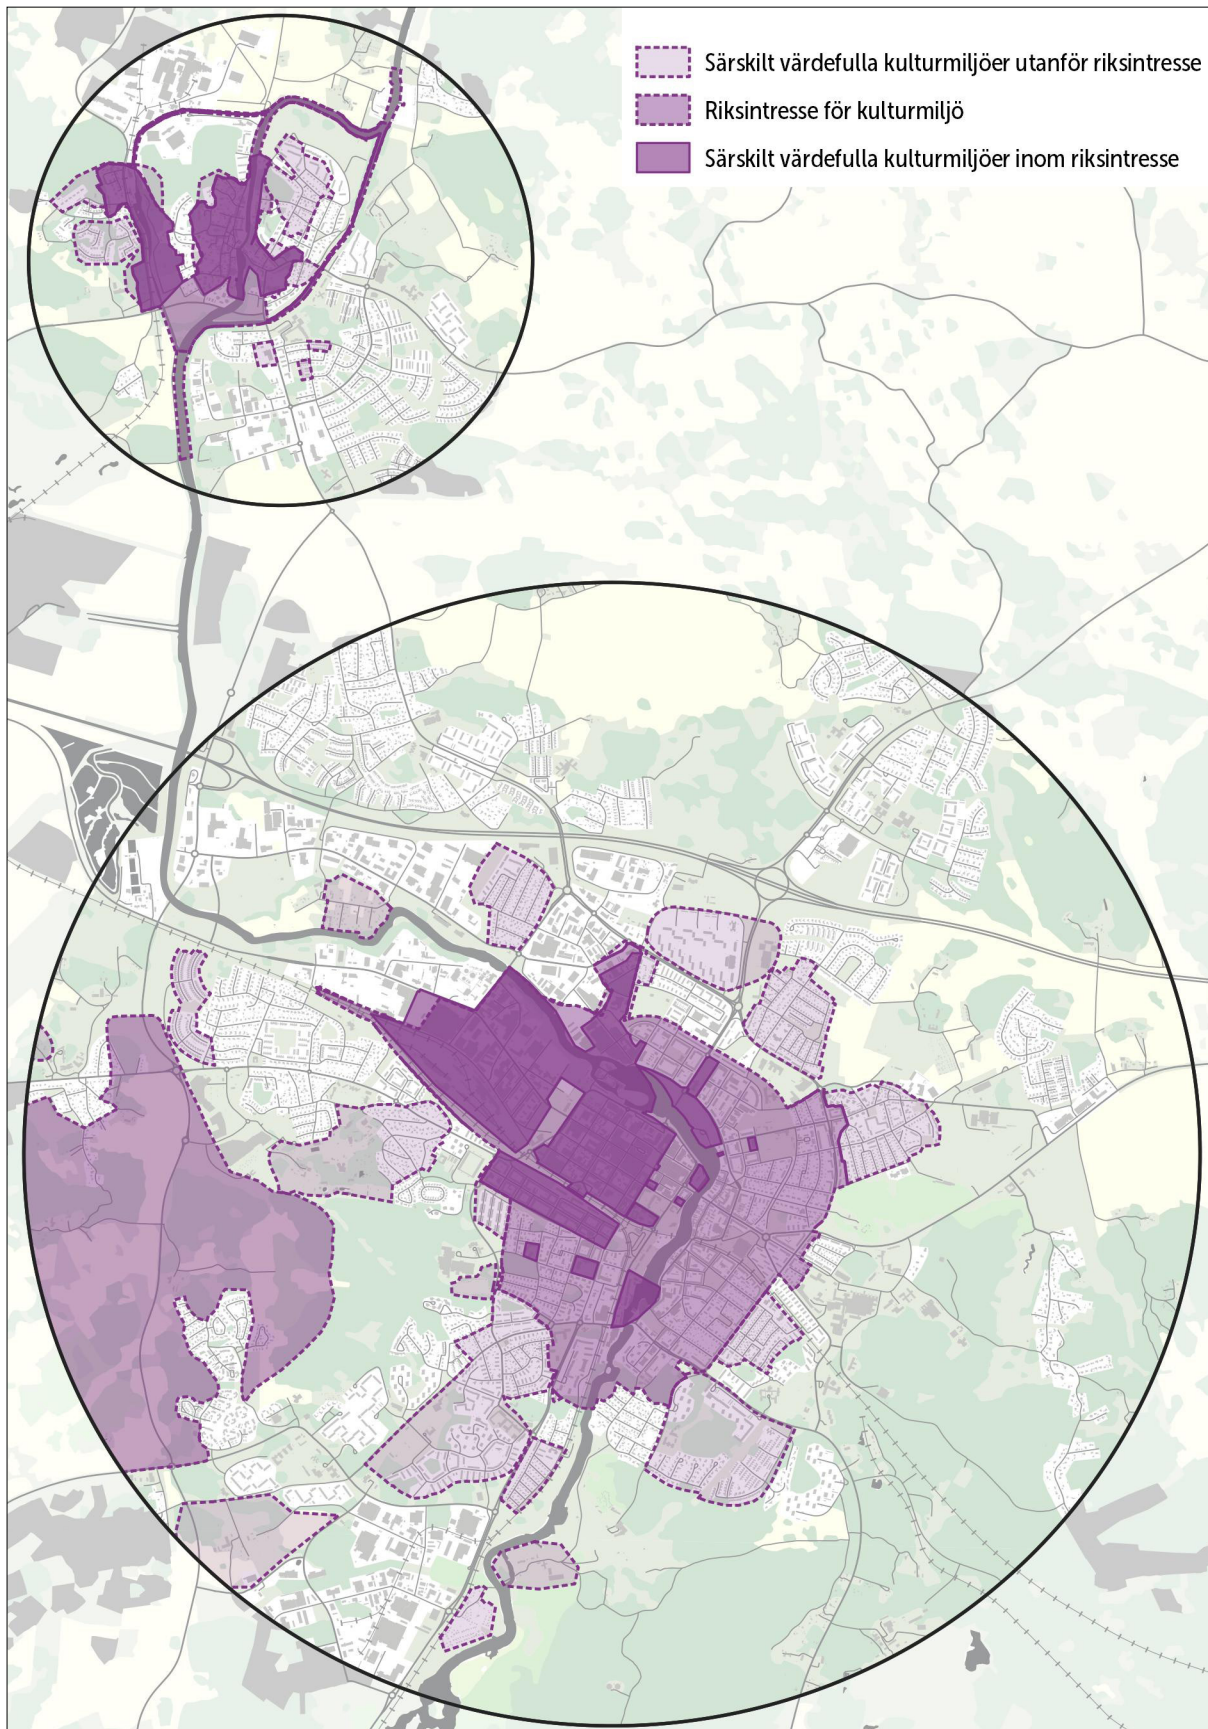 Särskilt värdefulla kulturmiljöer utanför riksintresse
Riksintresse för kulturmiljö
Särskilt värdefulla kulturmiljöer inom riksintresse